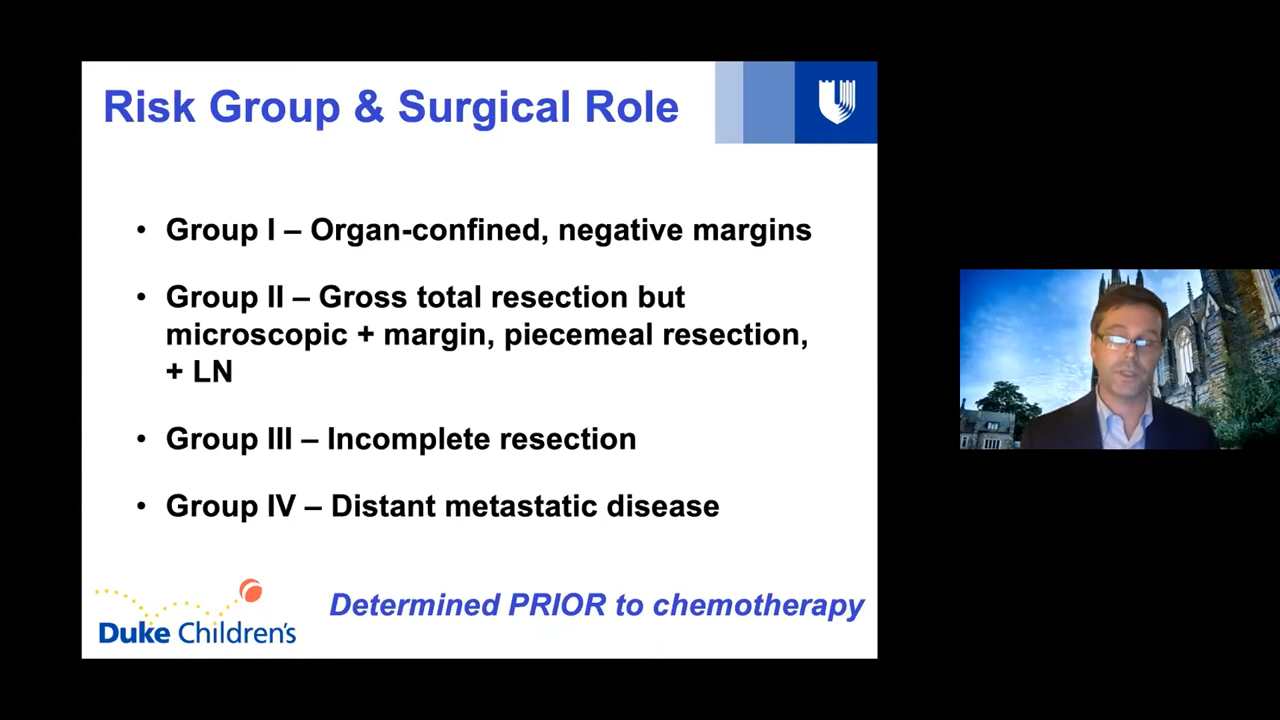 Risk Group & Surgical Role
• Group I – Organ-confined, negative margins
• Group II – Gross total resection but
microscopic + margin, piecemeal resection,
+ LN
• Group III – Incomplete resection
• Group IV – Distant metastatic disease
Determined PRIOR to chemotherapy
Duke Children's